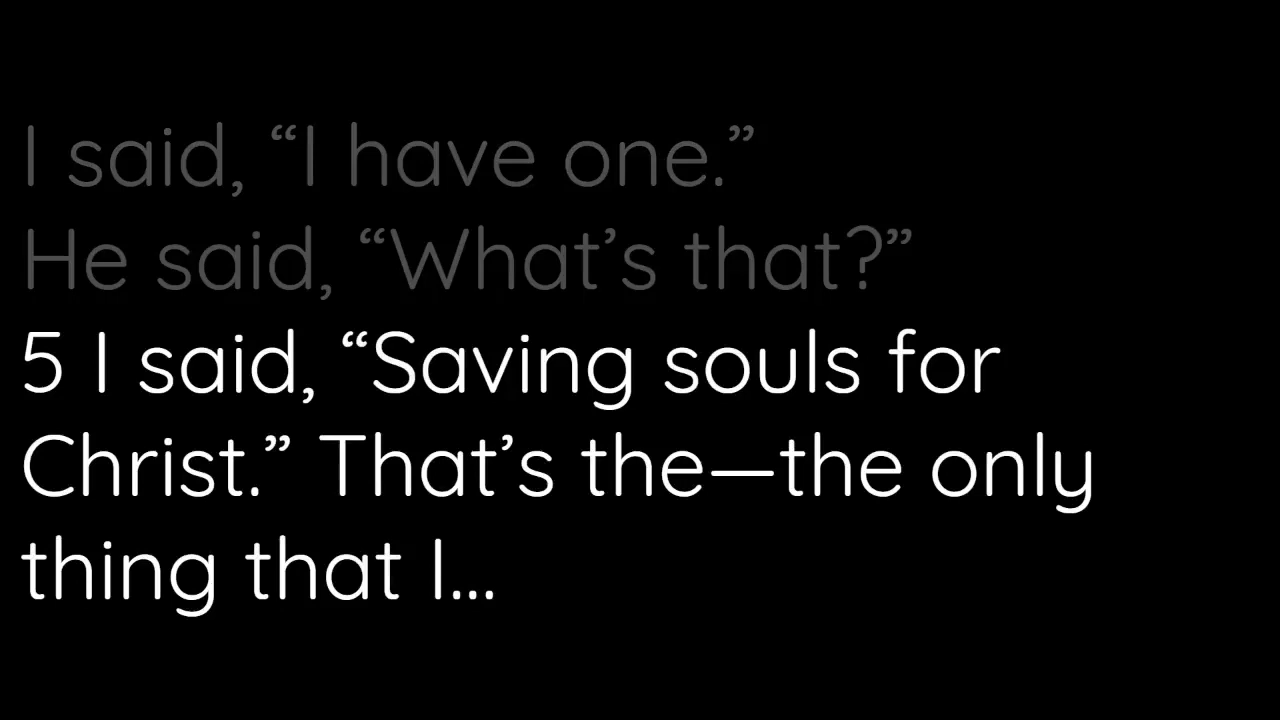 I said, “I have one.”
He said, “What’s that?”
5 I said, “Saving souls for
Christ.” That’s the—the only
thing that I...